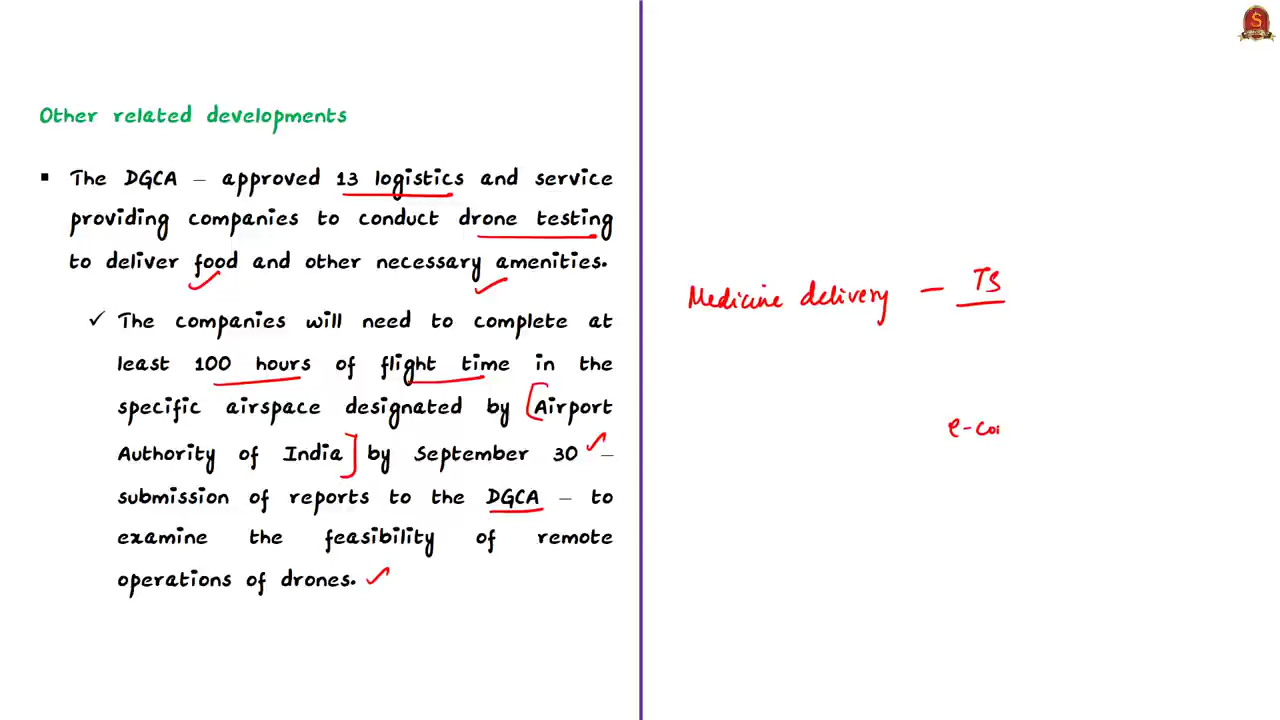 Other related developments
▪ The DGCA – approved 13 logistics and service
providing companies to conduct drone testing
to deliver food and other necessary amenities.
✓ The companies will need to complete at
least 100 hours of flight time in the
specific airspace designated by [Airport
Authority of India] by September 30 –
submission of reports to the DGCA – to
examine the feasibility of remote
operations of drones.
Medicine delivery – TS
e-coi
S